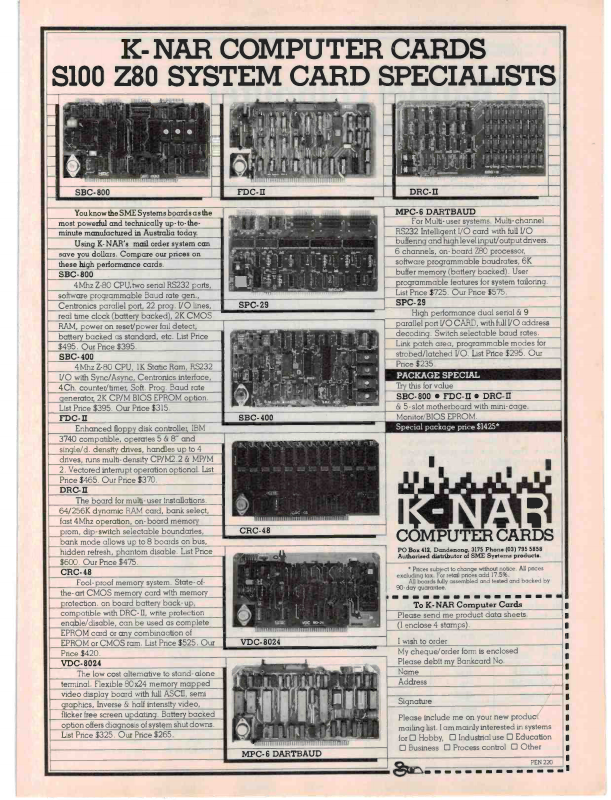 K-NAR COMPUTER CARDS
S100 Z80 SYSTEM CARD SPECIALISTS
SBC-800
FDC-II
DRC-II
You know the SME Systems boards as the
most powerful and technically up-to-the-
minute manufactured in Australia today.
Using K-NAR's mail order system can
save you dollars. Compare our prices on
these high performance cards.
SBC-800
4Mhz Z-80 CPU, two serial RS232 ports,
software programmable Baud rate gen.,
Centronics parallel port, 22 prog. I/O lines,
real time clock (battery backed), 2K CMOS
RAM, power on reset/power fail detect,
battery backed as standard, etc. List Price
$495. Our Price $395.
SBC-400
4Mhz Z-80 CPU, 1K Static Ram, RS232
I/O with Sync/Async, Centronics interface,
4Ch. counter/timer, Soft. Prog. Baud rate
generator, 2K CP/M BIOS EPROM option.
List Price $395. Our Price $315
FDC-II
Enhanced floppy disk controller, IBM
3740 compatible, operates 5 & 8" and
single/d. density drives, handles up to 4
drives, runs multi-density CP/M2.2 & MP/M
2. Vectored interrupt operation optional. List
Price $465. Our Price $370.
DRC-II
The board for multi-user installations.
64/256K dynamic RAM card, bank select,
fast 4Mhz operation, on-board memory
prom, dip-switch selectable boundaries,
bank mode allows up to 8 boards on bus,
hidden refresh, phantom disable. List Price
$600. Our Price $475.
CRC-48
Fool-proof memory system. State-of-
the-art CMOS memory card with memory
protection, on board battery back-up,
compatible with DRC-II, write protection
enable/disable, can be used as complete
EPROM card or any combination of
EPROM or CMOS ram. List Price $525. Our
Price $420.
VDC-8024
The low cost alternative to stand-alone
terminal. Flexible 80x24 memory mapped
video display board with full ASCII, semi
graphics, Inverse & half intensity video,
flicker free screen updating. Battery backed
option offers diagnosis of system shut downs.
List Price $325. Our Price $265.
SPC-29
SBC-400
CRC-48
VDC-8024
MPC-6 DARTBAUD
MPC-6 DARTBAUD
For Multi-user systems. Multi-channel
RS232 Intelligent I/O card with full I/O
buffering and high level input/output drivers.
6 channels, on-board Z80 processor,
software programmable baudrates, 6K
buffer memory (battery backed). User
programmable features for system tailoring.
List Price $725. Our Price $575.
SPC-29
High performance dual serial & 9
parallel port I/O CARD, with full I/O address
decoding. Switch selectable baud rates.
Link patch area, programmable modes for
strobed/latched I/O. List Price $295. Our
Price $235
PACKAGE SPECIAL
Try this for value
SBC-800 • FDC-II • DRC-II
& 5-slot motherboard with mini-cage.
Monitor/BIOS EPROM.
Special package price $1425*
K-NAR
COMPUTER CARDS
PO Box 412, Dandenong, 3175 Phone (03) 795 5858
Authorised distributor of SME Systems products.
* Prices subject to change without notice. All prices
excluding tax. For retail prices add 17.5%.
All boards fully assembled and tested and backed by
90-day guarantee.
To K-NAR Computer Cards
Please send me product data sheets.
(I enclose 4 stamps).
I wish to order
My cheque/order form is enclosed
Please debit my Bankcard No.
Name
Address
Signature
Please include me on your new product
mailing list. I am mainly interested in systems
for □ Hobby, □ Industrial use □ Education
□ Business □ Process control □ Other
PEN 220